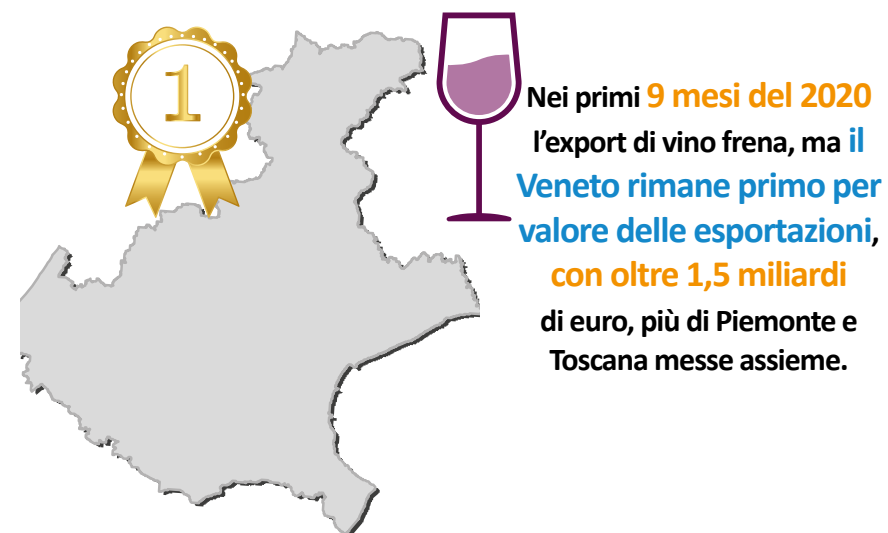 1
Nei primi 9 mesi del 2020
l’export di vino frena, ma il
Veneto rimane primo per
valore delle esportazioni,
con oltre 1,5 miliardi
di euro, più di Piemonte e
Toscana messe assieme.